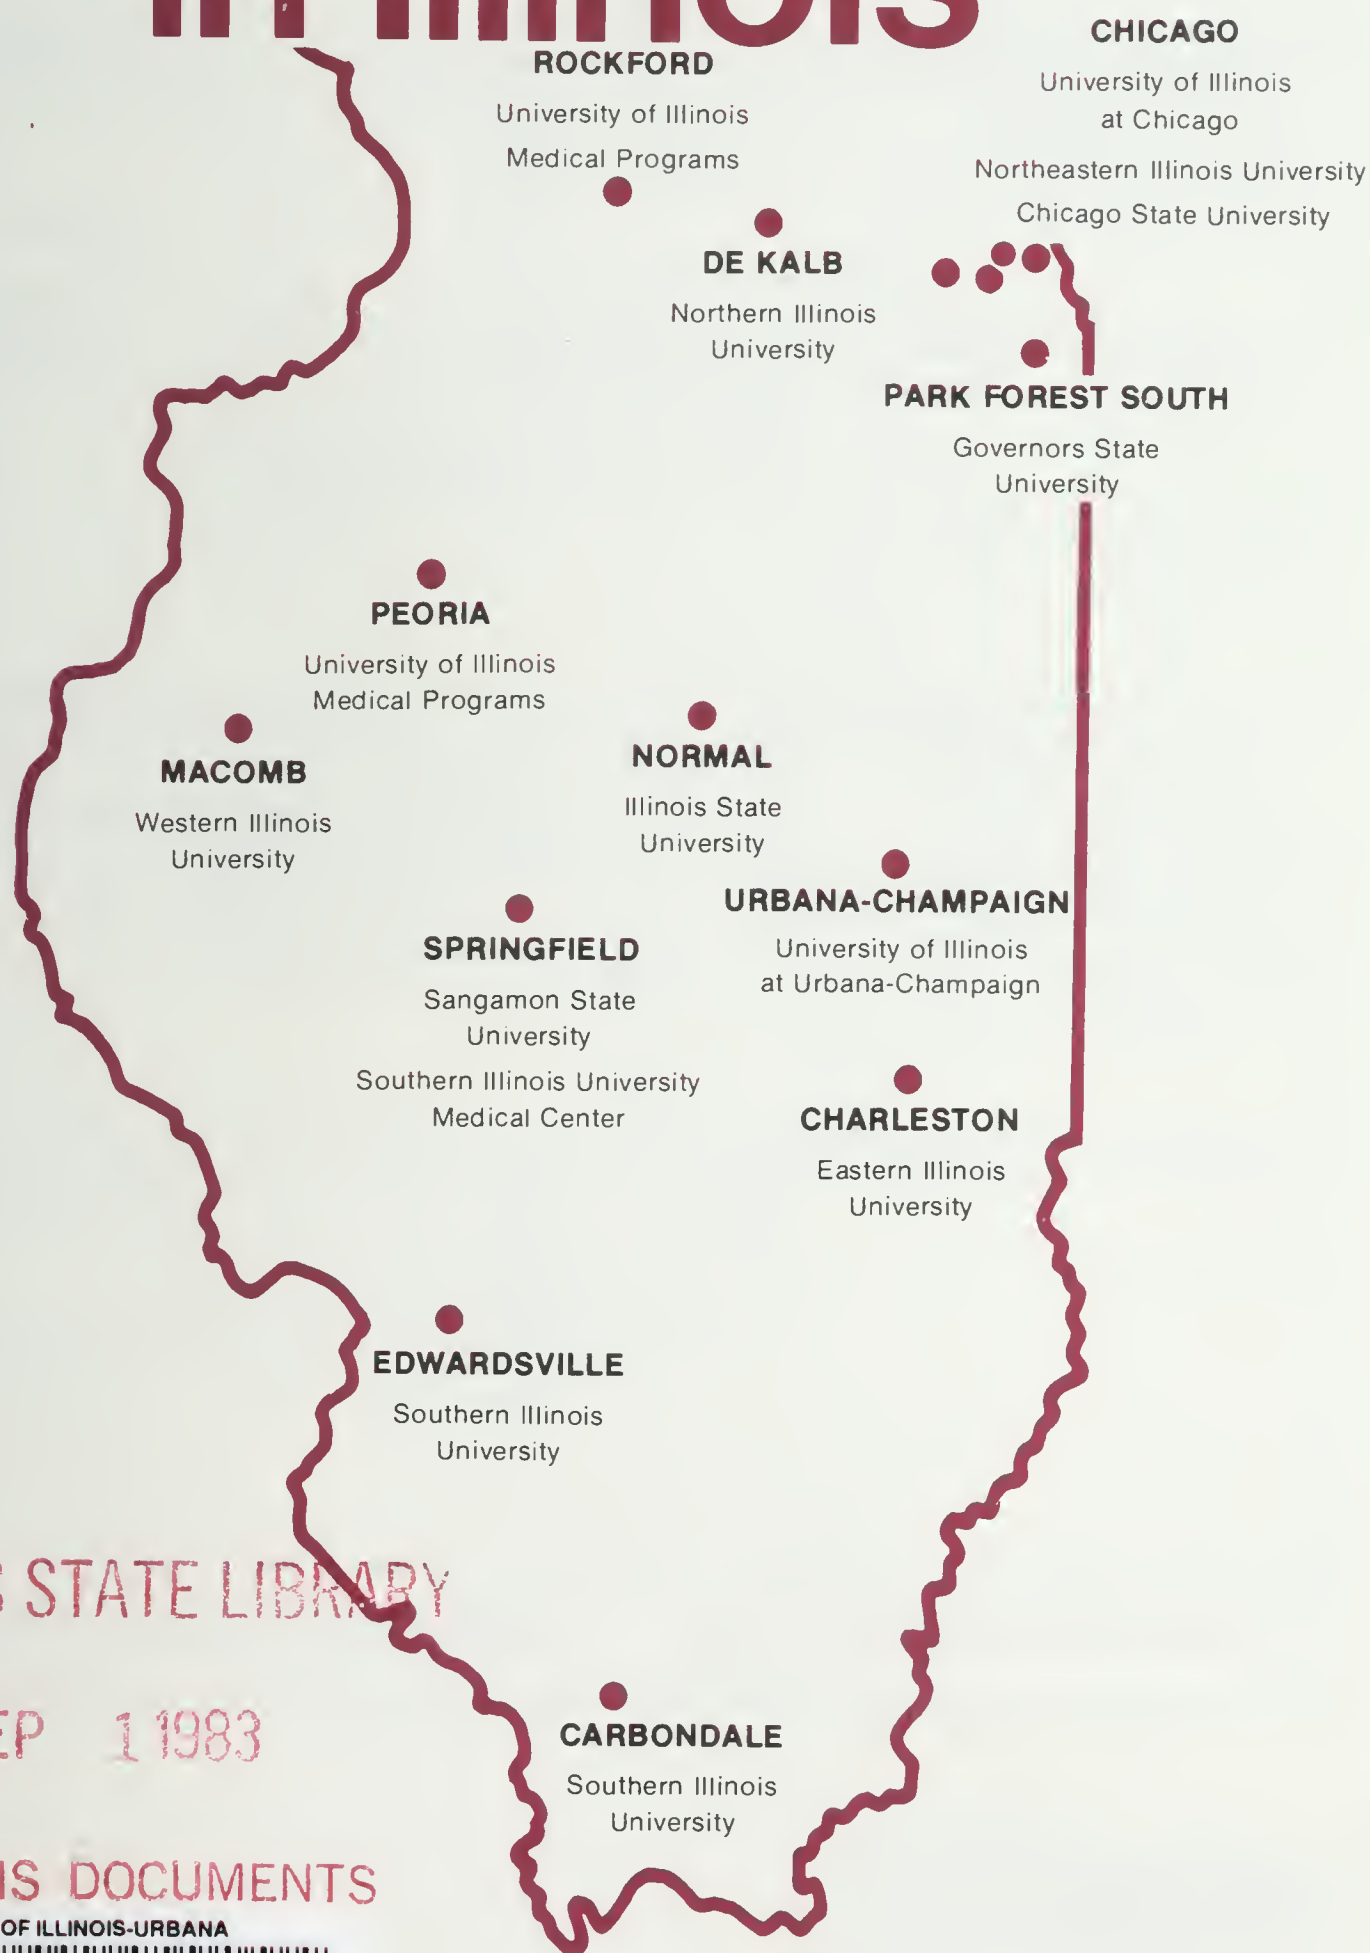 in Illinois
CHICAGO
University of Illinois
at Chicago
Northeastern Illinois University
Chicago State University
ROCKFORD
University of Illinois
Medical Programs
DE KALB
Northern Illinois
University
PARK FOREST SOUTH
Governors State
University
PEORIA
University of Illinois
Medical Programs
MACOMB
Western Illinois
University
NORMAL
Illinois State
University
URBANA-CHAMPAIGN
University of Illinois
at Urbana-Champaign
SPRINGFIELD
Sangamon State
University
Southern Illinois University
Medical Center
CHARLESTON
Eastern Illinois
University
EDWARDSVILLE
Southern Illinois
University
STATE LIBRARY
EP 1 1983
CARBONDALE
Southern Illinois
University
IS DOCUMENTS
OF ILLINOIS-URBANA